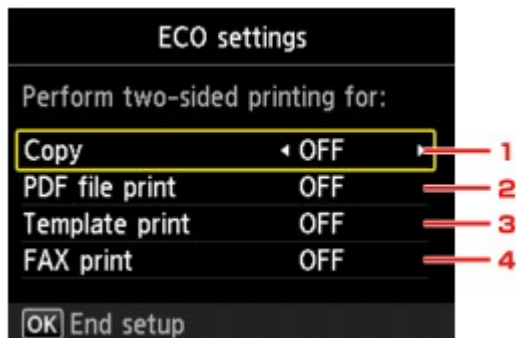 ECO settings
Perform two-sided printing for:
Copy OFF 1
PDF file print OFF 2
Template print OFF 3
FAX print OFF 4
OK End setup